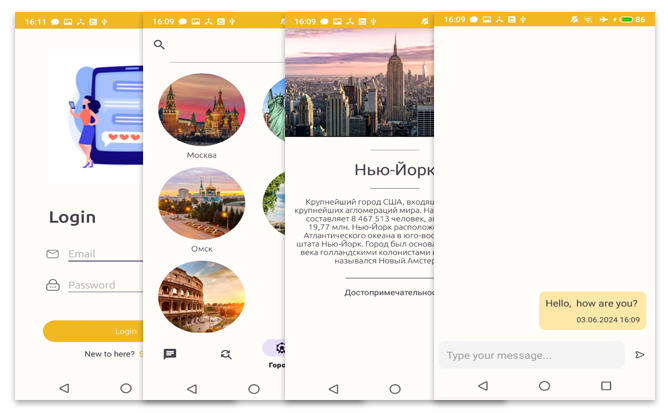 16:11
Login
Email
Password
Login
New to here?
16:09
Москва
Омск
16:09
Нью-Йорк
Крупнейший город США, входящ
крупнейших агломераций мира. На
составляет 8 467 513 человек, а
19,77 млн. Нью-Йорк расположе
Атлантического океана в юго-вос
штата Нью-Йорк. Город был основа
века голландскими колонистами
назывался Новый Амстер
Достопримечательнос
16:09 86
Hello, how are you?
03.06.2024 16:09
Type your message...